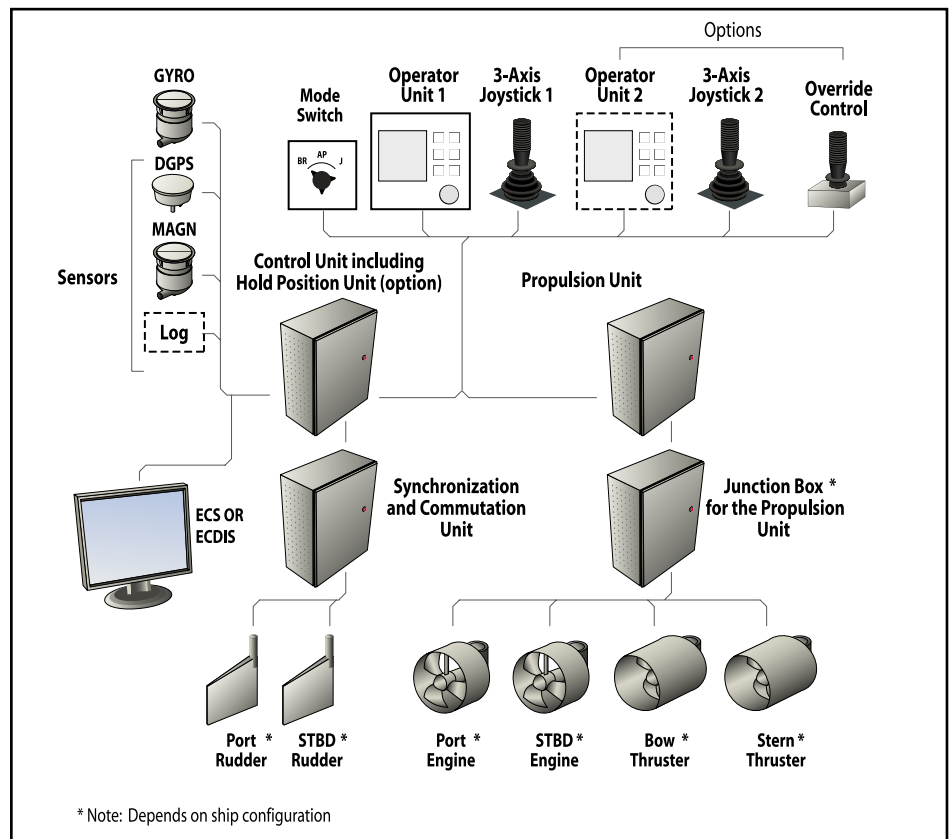 Options
GYRO
Mode
Switch
Operator
Unit 1
3-Axis
Joystick 1
Operator
Unit 2
3-Axis
Joystick 2
Override
Control
BR AP J
DGPS
MAGN
Sensors
Log
Control Unit including
Hold Position Unit (option)
Propulsion Unit
ECS OR
ECDIS
Synchronization
and Commutation
Unit
Junction Box *
for the Propulsion
Unit
Port *
Rudder
STBD *
Rudder
Port *
Engine
STBD *
Engine
Bow *
Thruster
Stern *
Thruster
* Note: Depends on ship configuration